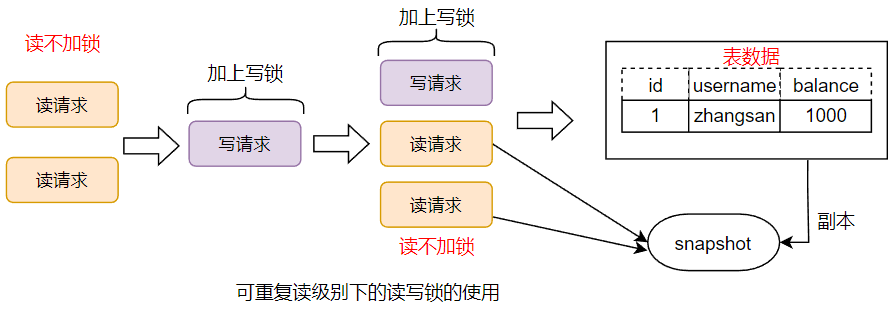 读不加锁
读请求
读请求
加上写锁
写请求
加上写锁
写请求
读请求
读请求
读不加锁
表数据
id username balance
1 zhangsan 1000
副本
snapshot
可重复读级别下的读写锁的使用